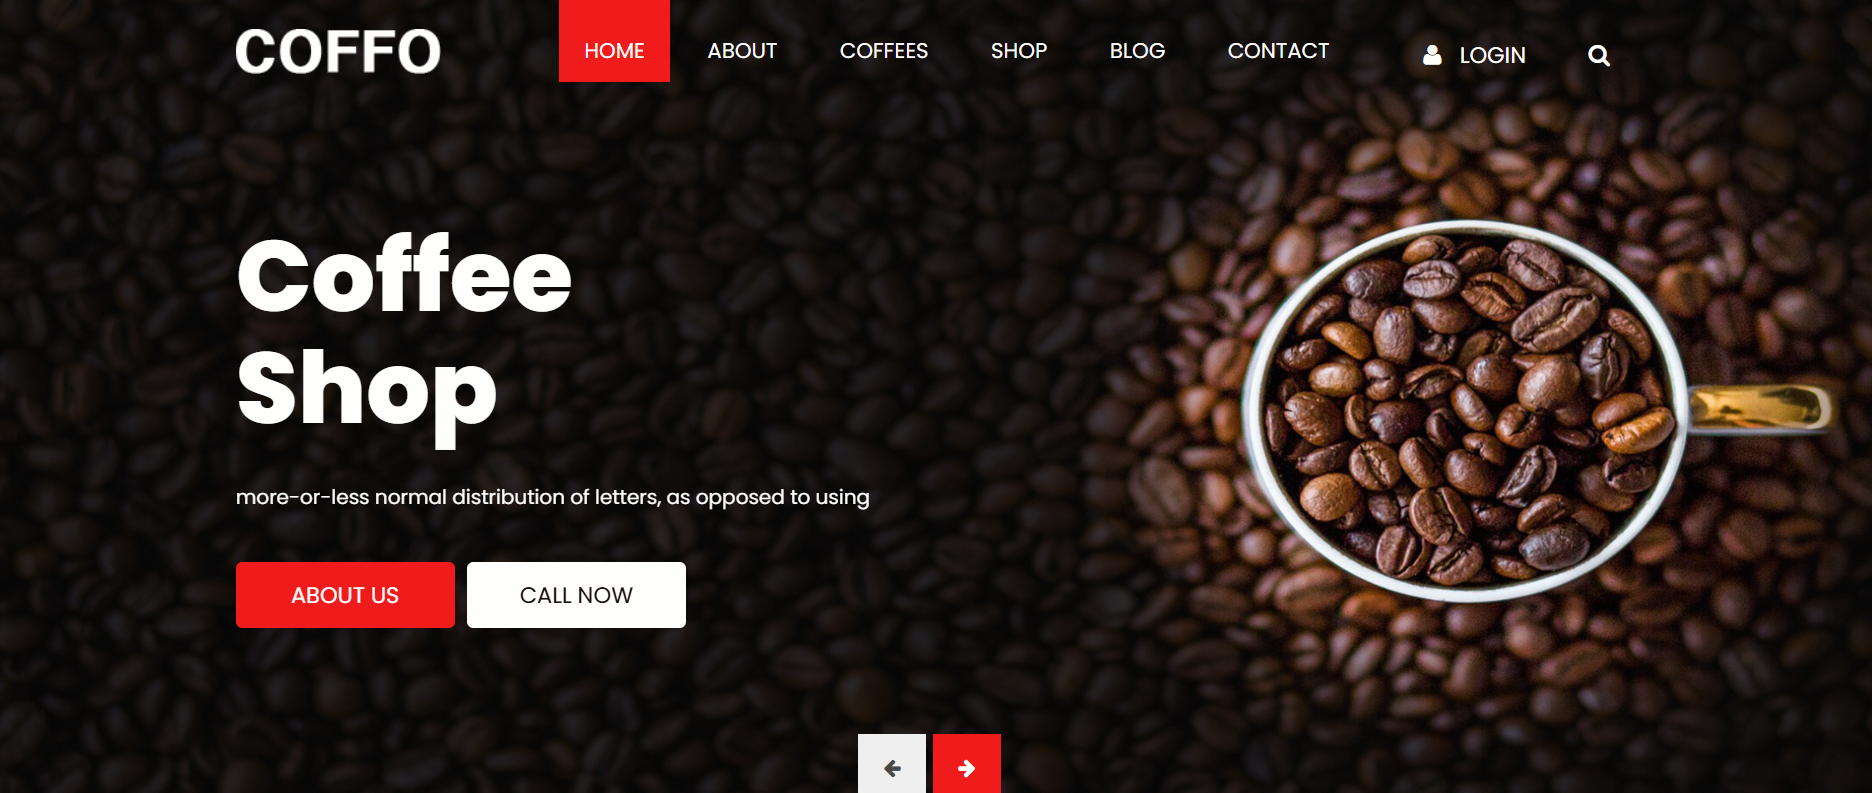 COFFO
HOME ABOUT COFFEES SHOP BLOG CONTACT LOGIN
Coffee
Shop
more-or-less normal distribution of letters, as opposed to using
ABOUT US CALL NOW